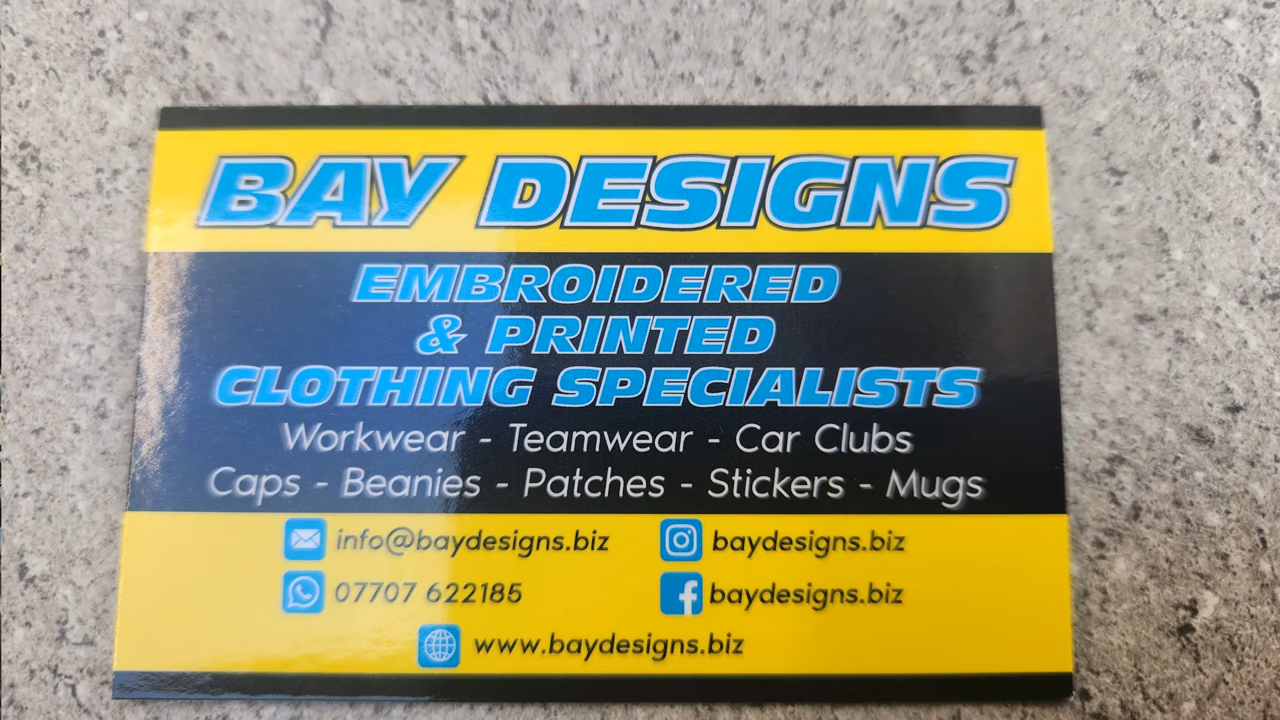 BAY DESIGNS
EMBROIDERED
& PRINTED
CLOTHING SPECIALISTS
Workwear - Teamwear - Car Clubs
Caps - Beanies - Patches - Stickers - Mugs
info@baydesigns.biz
baydesigns.biz
07707 622185
baydesigns.biz
www.baydesigns.biz